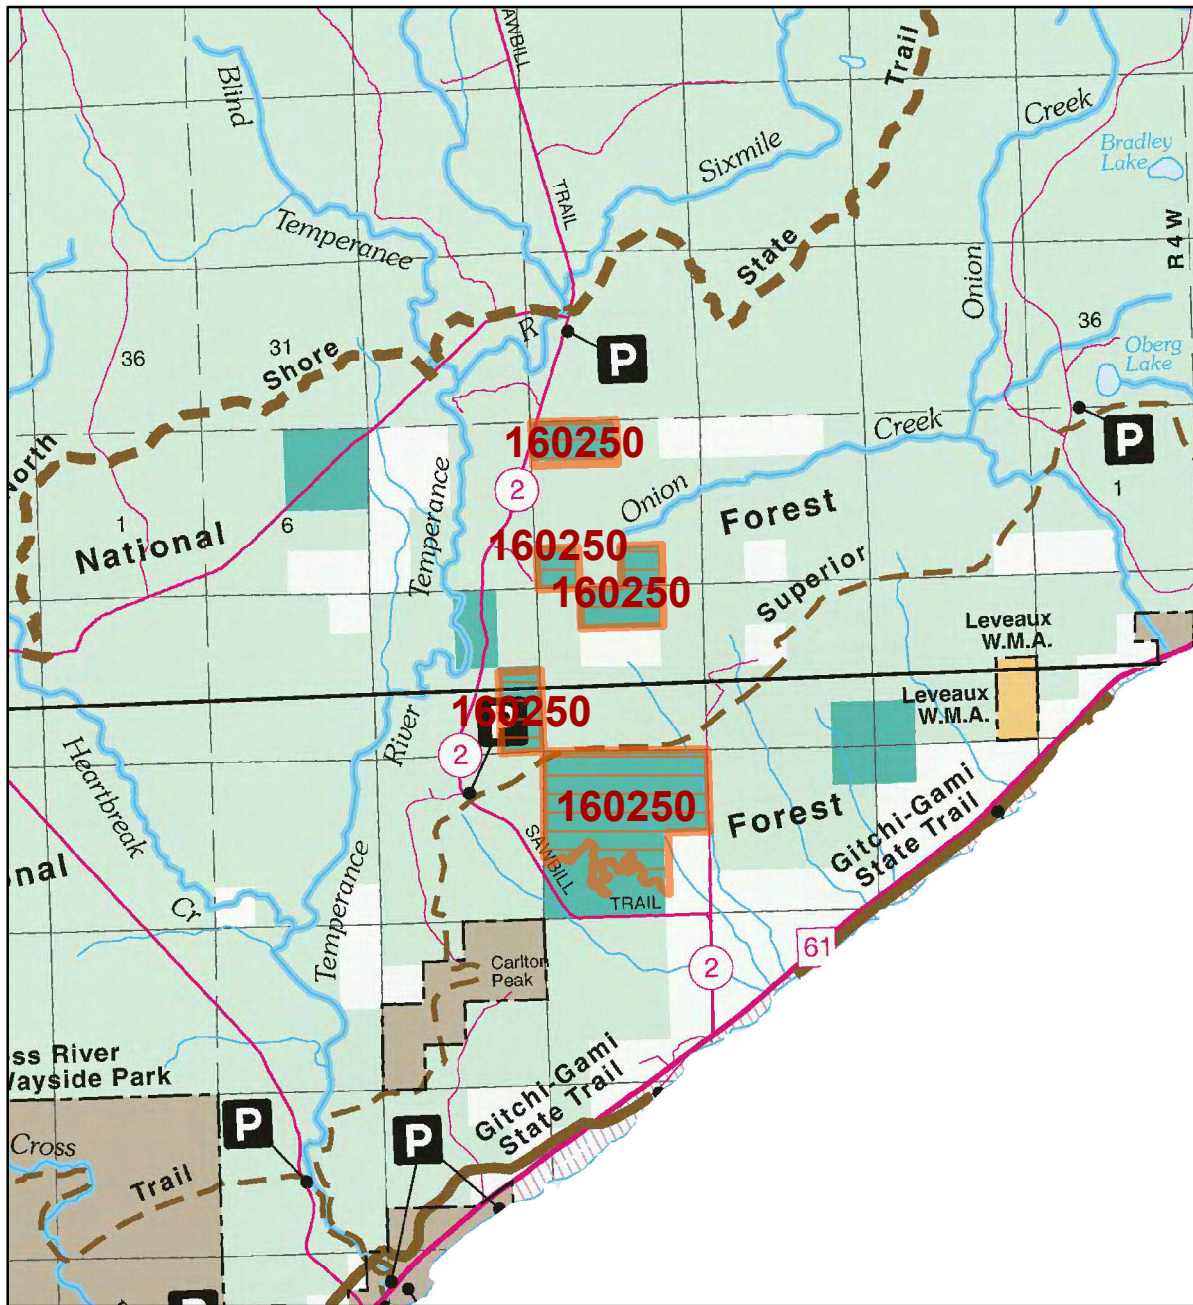 AWBILL
Trail
Blind
Creek
Bradley
Lake
Sixmile
TRAIL
Temperance
State
Onion
R 4 W
R
36
31
Shore
P
36
Oberg
Lake
North
160250
Creek
P
2
Onion
1
6
1
National
Temperance
160250
Forest
160250
Superior
Leveaux
W.M.A.
Leveaux
W.M.A.
160250
River
2
Heartbreak
160250
Forest
Gitchi-Gami
State Trail
SAWBILL
TRAIL
onal
Cr
Temperance
61
Carlton
Peak
2
ss River
Wayside Park
Gitchi-Gami
State Trail
P
P
Cross
Trail
P